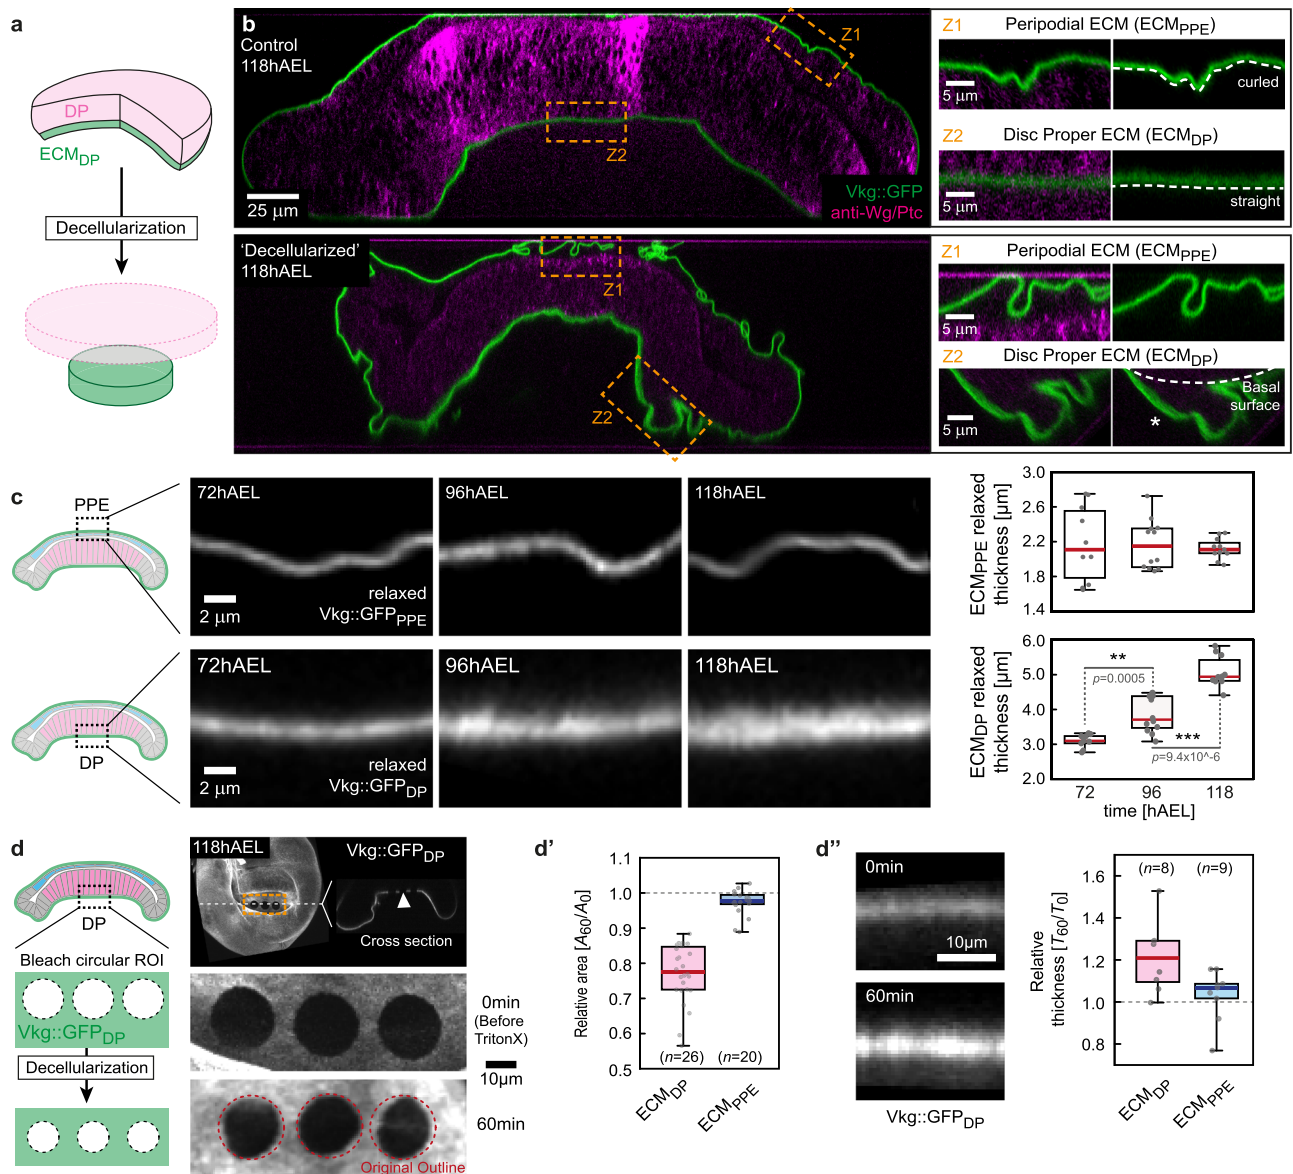 a
DP
ECMDP
Decellularization
b
Control
118hAEL
Z1
Z2
25 µm
Vkg::GFP
anti-Wg/Ptc
Z1 Peripodial ECM (ECMPPE)
5 µm
curled
Z2 Disc Proper ECM (ECMDP)
5 µm
straight
'Decellularized'
118hAEL
Z1
Z2
Z1 Peripodial ECM (ECMPPE)
5 µm
Z2 Disc Proper ECM (ECMDP)
5 µm
Basal
surface
*
c
PPE
72hAEL
96hAEL
118hAEL
2 µm
relaxed
Vkg::GFPPPE
ECMPPE relaxed
thickness [µm]
3.0
2.6
2.2
1.8
1.4
DP
72hAEL
96hAEL
118hAEL
2 µm
relaxed
Vkg::GFPDP
ECMDP relaxed
thickness [µm]
6.0
5.0
4.0
3.0
2.0
**
p=0.0005
***
p=9.4x10^-6
72 96 118
time [hAEL]
d
DP
Bleach circular ROI
Vkg::GFPDP
Decellularization
118hAEL
Vkg::GFPDP
Cross section
0min
(Before
TritonX)
10µm
60min
Original Outline
d'
Relative area [A60/A0]
1.1
1.0
0.9
0.8
0.7
0.6
0.5
(n=26) (n=20)
ECMDP ECMPPE
d''
0min
10µm
60min
Vkg::GFPDP
Relative
thickness [T60/T0]
1.6
1.4
1.2
1.0
0.8
(n=8) (n=9)
ECMDP ECMPPE